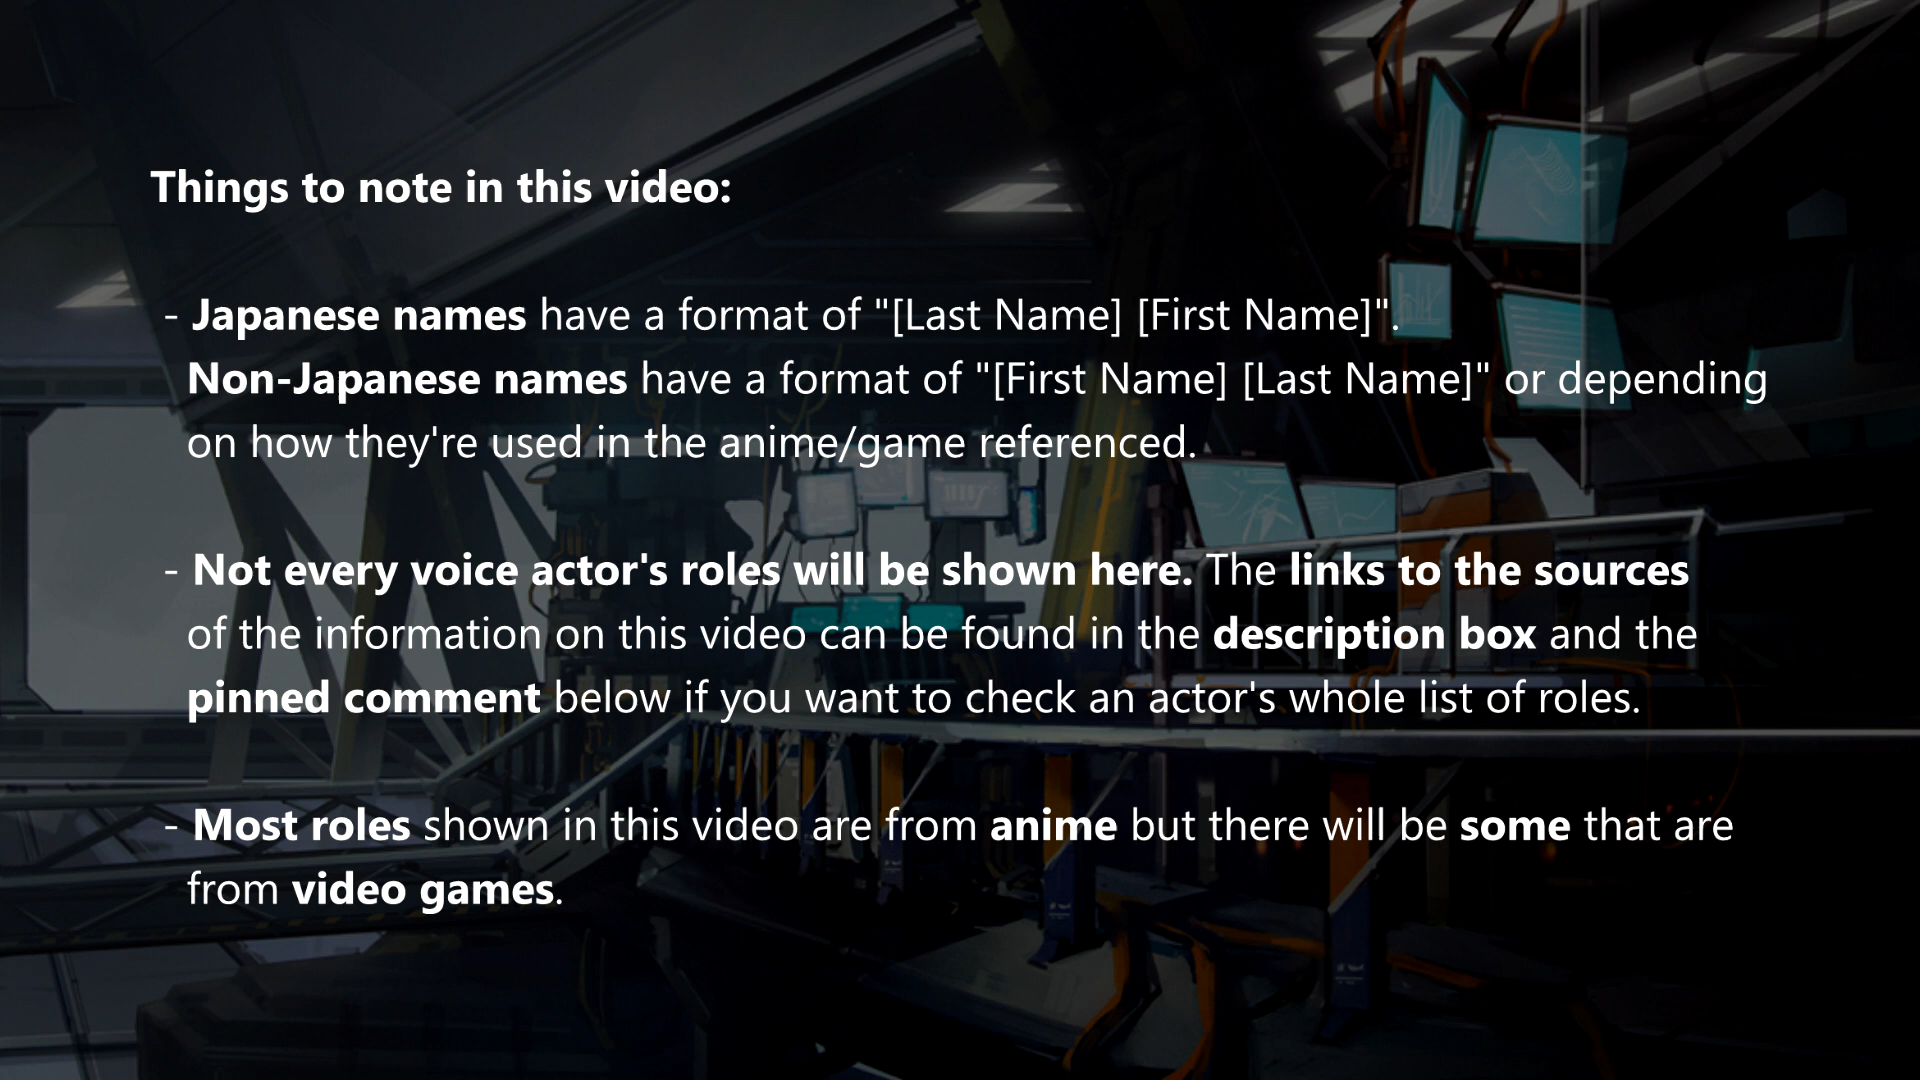 Things to note in this video:
- Japanese names have a format of "[Last Name] [First Name]".
Non-Japanese names have a format of "[First Name] [Last Name]" or depending
on how they're used in the anime/game referenced.
- Not every voice actor's roles will be shown here. The links to the sources
of the information on this video can be found in the description box and the
pinned comment below if you want to check an actor's whole list of roles.
- Most roles shown in this video are from anime but there will be some that are
from video games.